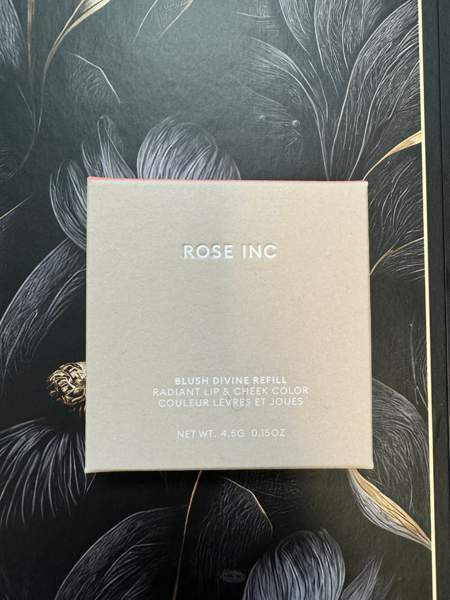 ROSE INC
BLUSH DIVINE REFILL
RADIANT LIP & CHEEK COLOR
COULEUR LÈVRES ET JOUES
NET WT. 4.5G 0.15OZ